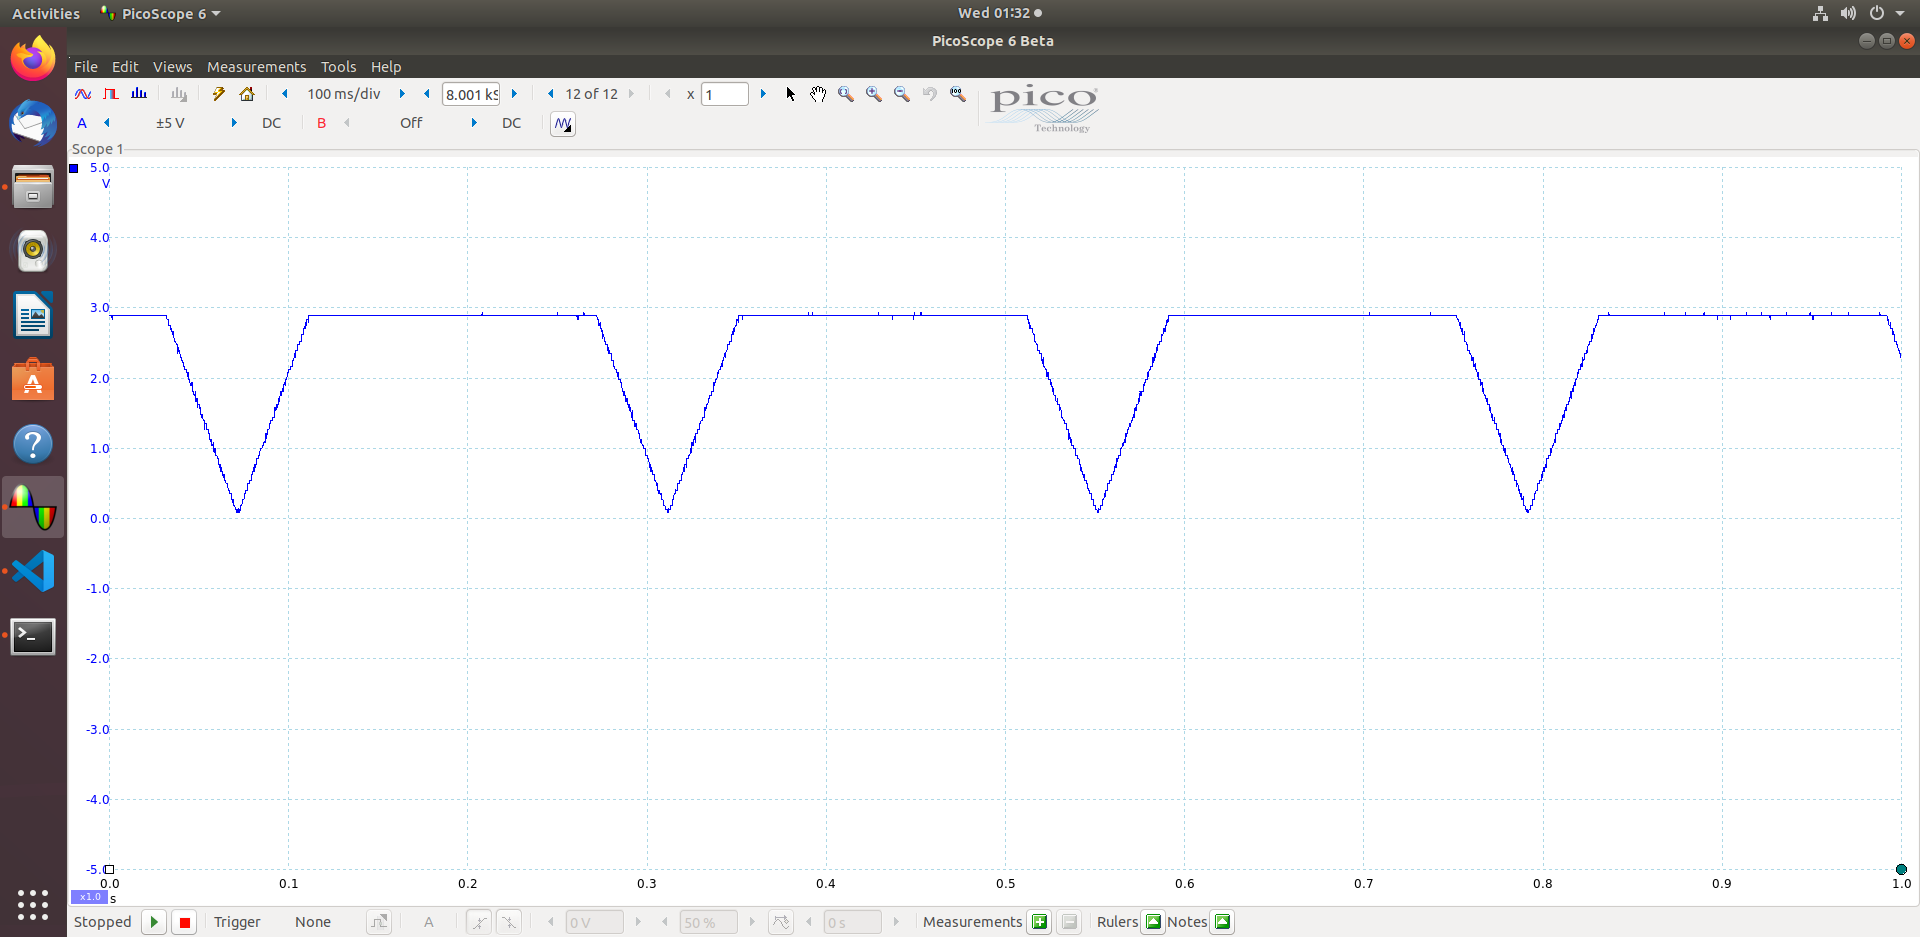 Activities PicoScope 6 Wed 01:32
PicoScope 6 Beta
File Edit Views Measurements Tools Help
100 ms/div 8.001 kS 12 of 12 x 1
pico
Technology
A ±5 V DC B Off DC
Scope 1
5.0
V
4.0
3.0
2.0
1.0
0.0
-1.0
-2.0
-3.0
-4.0
-5.0
0.0 0.1 0.2 0.3 0.4 0.5 0.6 0.7 0.8 0.9 1.0
x1.0 s
Stopped Trigger None A 0 V 50 % 0 s Measurements Rulers Notes